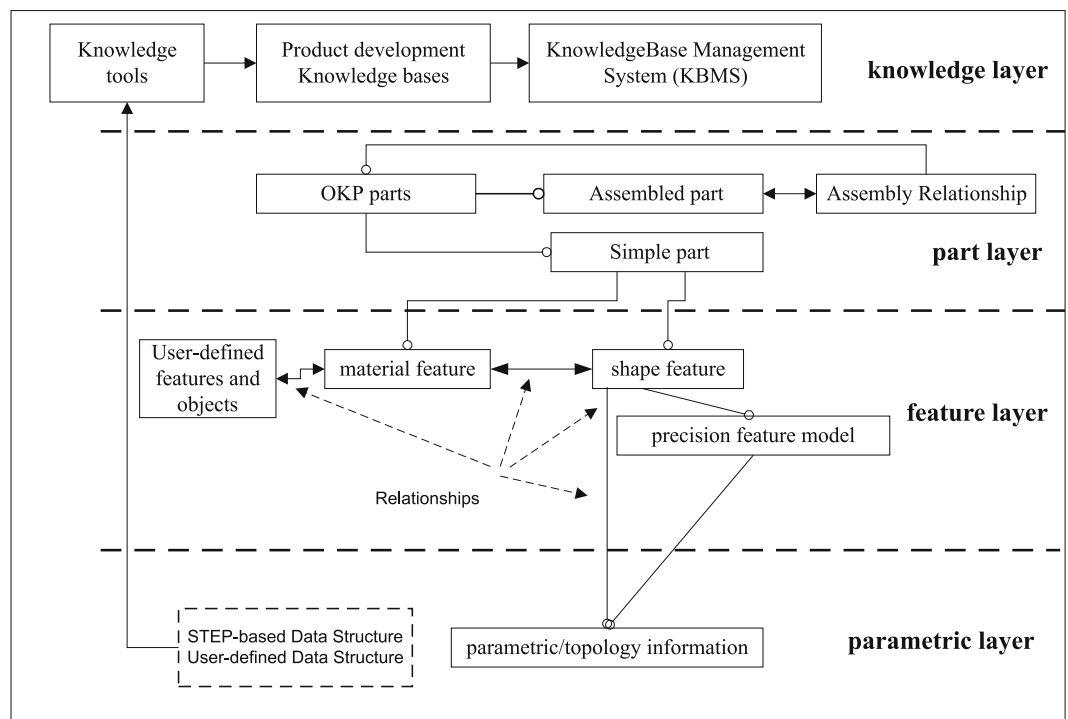 Knowledge
tools
Product development
Knowledge bases
KnowledgeBase Management
System (KBMS)
knowledge layer
OKP parts
Assembled part
Assembly Relationship
Simple part
part layer
User-defined
features and
objects
material feature
shape feature
precision feature model
feature layer
Relationships
STEP-based Data Structure
User-defined Data Structure
parametric/topology information
parametric layer